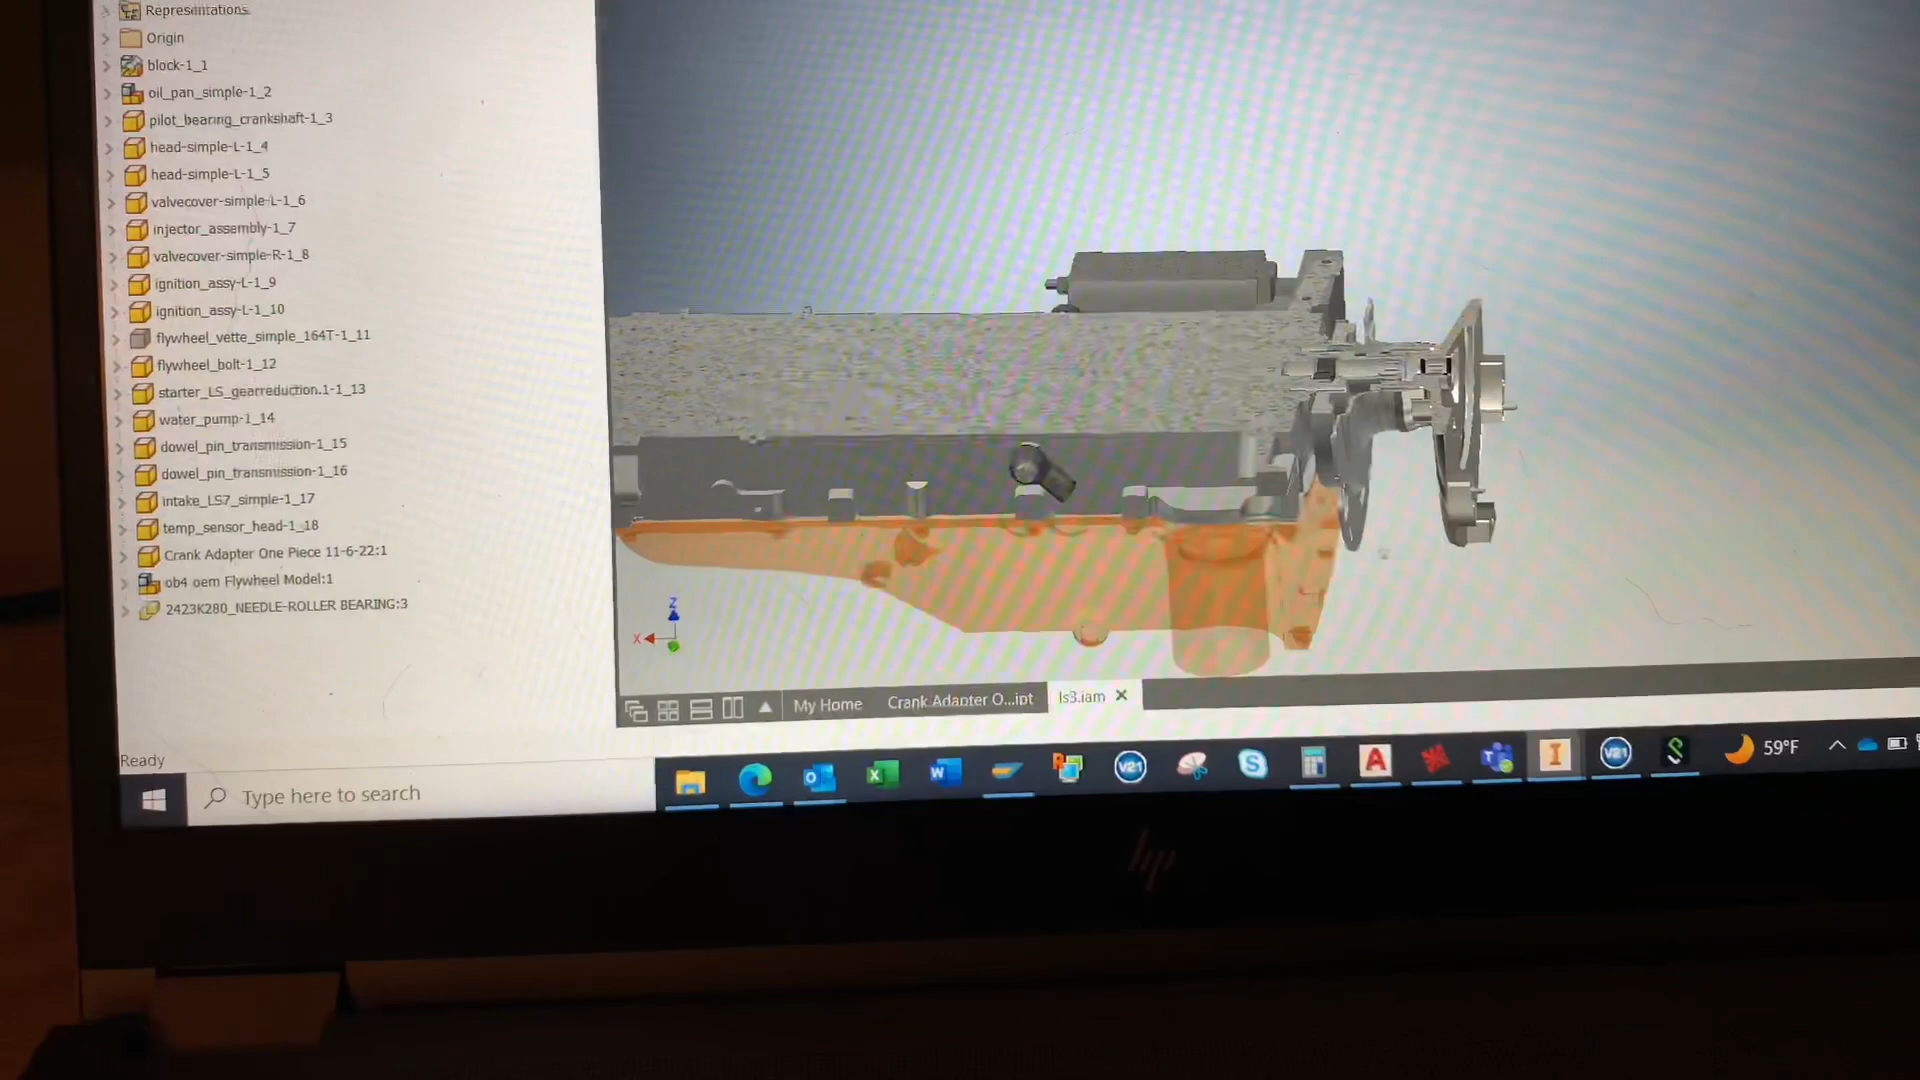 Representations
Origin
block-1_1
oil_pan_simple-1_2
pilot_bearing_crankshaft-1_3
head-simple-L-1_4
head-simple-L-1_5
valvecover-simple-L-1_6
injector_assembly-1_7
valvecover-simple-R-1_8
ignition_assy-L-1_9
ignition_assy-L-1_10
flywheel_vette_simple_164T-1_11
flywheel_bolt-1_12
starter_LS_gearreduction.1-1_13
water_pump-1_14
dowel_pin_transmission-1_15
dowel_pin_transmission-1_16
intake_LS7_simple-1_17
temp_sensor_head-1_18
Crank Adapter One Piece 11-6-22:1
ob4 oem Flywheel Model:1
2423K280_NEEDLE-ROLLER BEARING:3
Z
X
My Home
Crank Adapter O...ipt
ls3.iam
Ready
Type here to search
V21
V21
59°F
hp